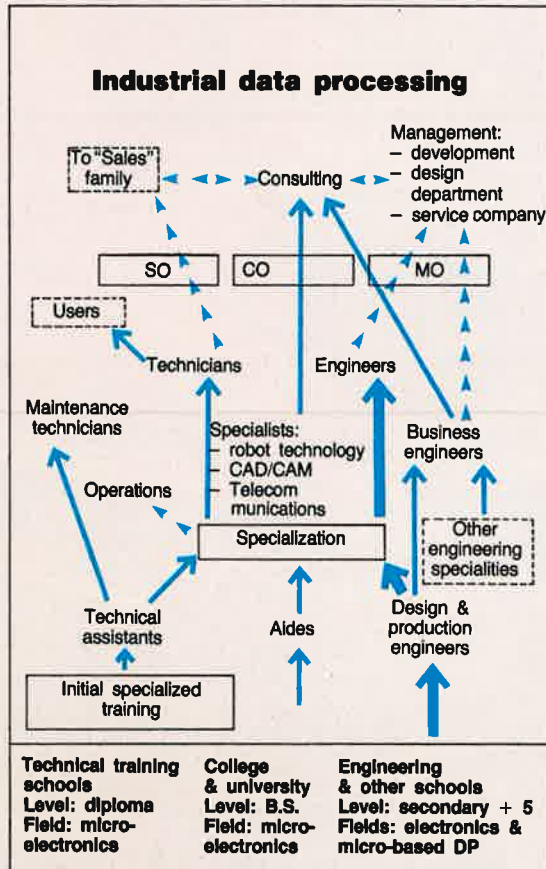 Industrial data processing
Management:
– development
– design
department
– service company
To "Sales"
family
Consulting
SO
CO
MO
Users
Technicians
Engineers
Maintenance
technicians
Specialists:
– robot technology
– CAD/CAM
– Telecom
munications
Business
engineers
Operations
Specialization
Other
engineering
specialities
Technical
assistants
Aides
Design &
production
engineers
Initial specialized
training
Technical training
schools
Level: diploma
Field: micro-
electronics
College
& university
Level: B.S.
Field: micro-
electronics
Engineering
& other schools
Level: secondary + 5
Fields: electronics &
micro-based DP